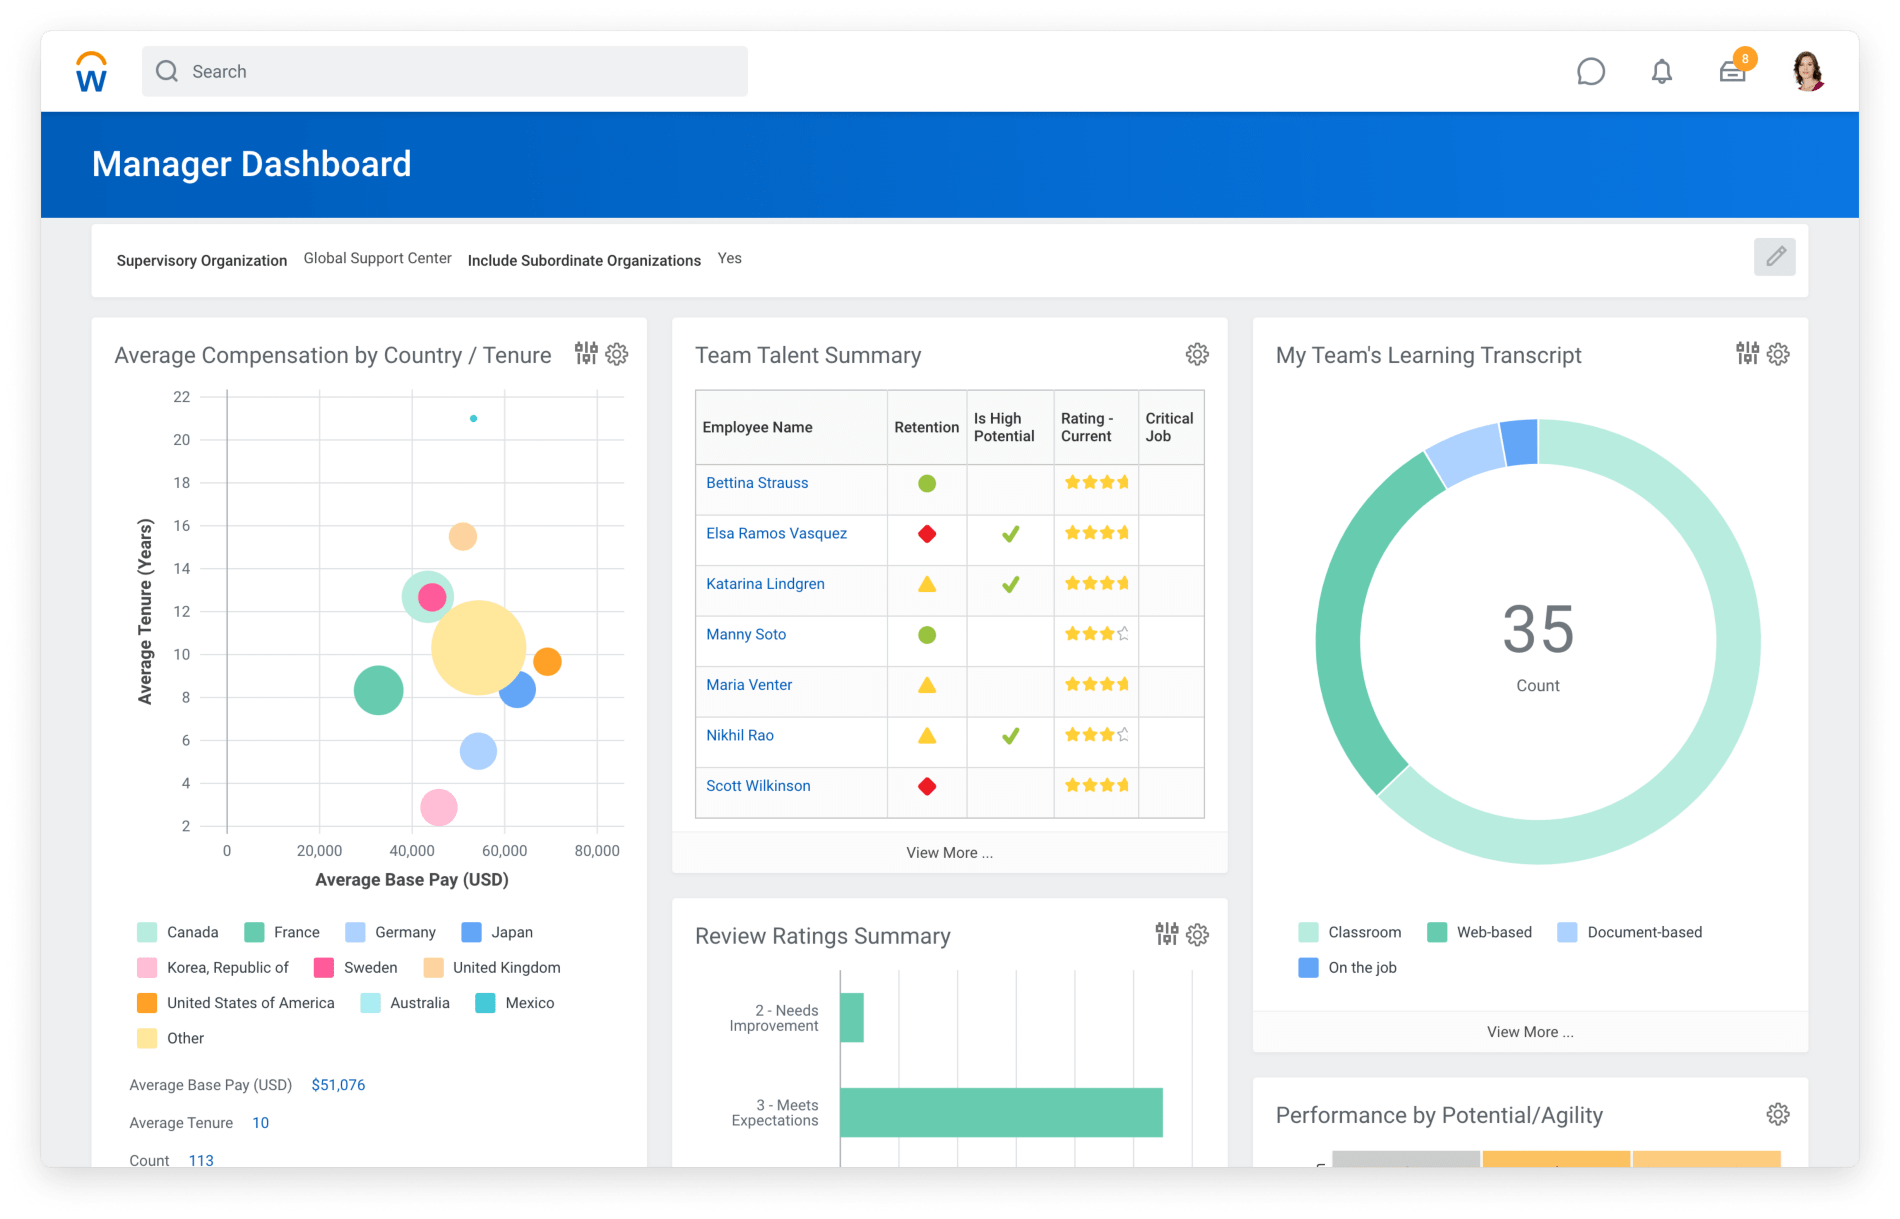 W
Search
8
Manager Dashboard
Supervisory Organization Global Support Center Include Subordinate Organizations Yes
Average Compensation by Country / Tenure
22
20
18
16
14
12
10
8
6
4
2
Average Tenure (Years)
0 20,000 40,000 60,000 80,000
Average Base Pay (USD)
Canada France Germany Japan
Korea, Republic of Sweden United Kingdom
United States of America Australia Mexico
Other
Average Base Pay (USD) $51,076
Average Tenure 10
Count 113
Team Talent Summary
Employee Name Retention Is High Potential Rating - Current Critical Job
Bettina Strauss
Elsa Ramos Vasquez
Katarina Lindgren
Manny Soto
Maria Venter
Nikhil Rao
Scott Wilkinson
View More ...
Review Ratings Summary
2 - Needs
Improvement
3 - Meets
Expectations
My Team's Learning Transcript
35
Count
Classroom Web-based Document-based
On the job
View More ...
Performance by Potential/Agility